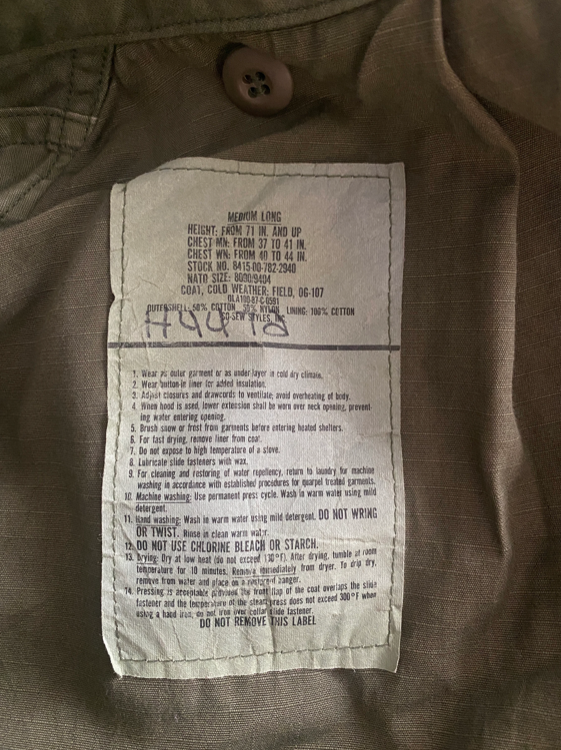 MEDIUM LONG
HEIGHT: FROM 71 IN. AND UP
CHEST MN: FROM 37 TO 41 IN.
CHEST WN: FROM 40 TO 44 IN.
STOCK NO. 8415-00-782-2940
NATO SIZE: 8090/9404
COAT, COLD WEATHER: FIELD, OG-107
DLA100-87-C-0581
OUTERSHELL: 50% COTTON 50% NYLON LINING: 100% COTTON
SO-SEW STYLES, INC
1. Wear as outer garment or as under layer in cold dry climate.
2. Wear button-in liner for added insulation.
3. Adjust closures and drawcords to ventilate; avoid overheating of body.
4. When hood is used, lower extension shall be worn over neck opening, prevent-
ing water entering opening.
5. Brush snow or frost from garments before entering heated shelters.
6. For fast drying, remove liner from coat.
7. Do not expose to high temperature of a stove.
8. Lubricate slide fasteners with wax.
9. For cleaning and restoring of water repellency, return to laundry for machine
washing in accordance with established procedures for quarpel treated garments.
10. Machine washing: Use permanent press cycle. Wash in warm water using mild
detergent.
11. Hand washing: Wash in warm water using mild detergent. DO NOT WRING
OR TWIST. Rinse in clean warm water.
12. DO NOT USE CHLORINE BLEACH OR STARCH.
13. Drying: Dry at low heat (do not exceed 130°F). After drying, tumble at room
temperature for 10 minutes. Remove immediately from dryer. To drip dry,
remove from water and place on a rustproof hanger.
14. Pressing is acceptable provided the front flap of the coat overlaps the slide
fastener and the temperature of the steam press does not exceed 300°F when
using a hand iron, do not iron over collar slide fastener.
DO NOT REMOVE THIS LABEL